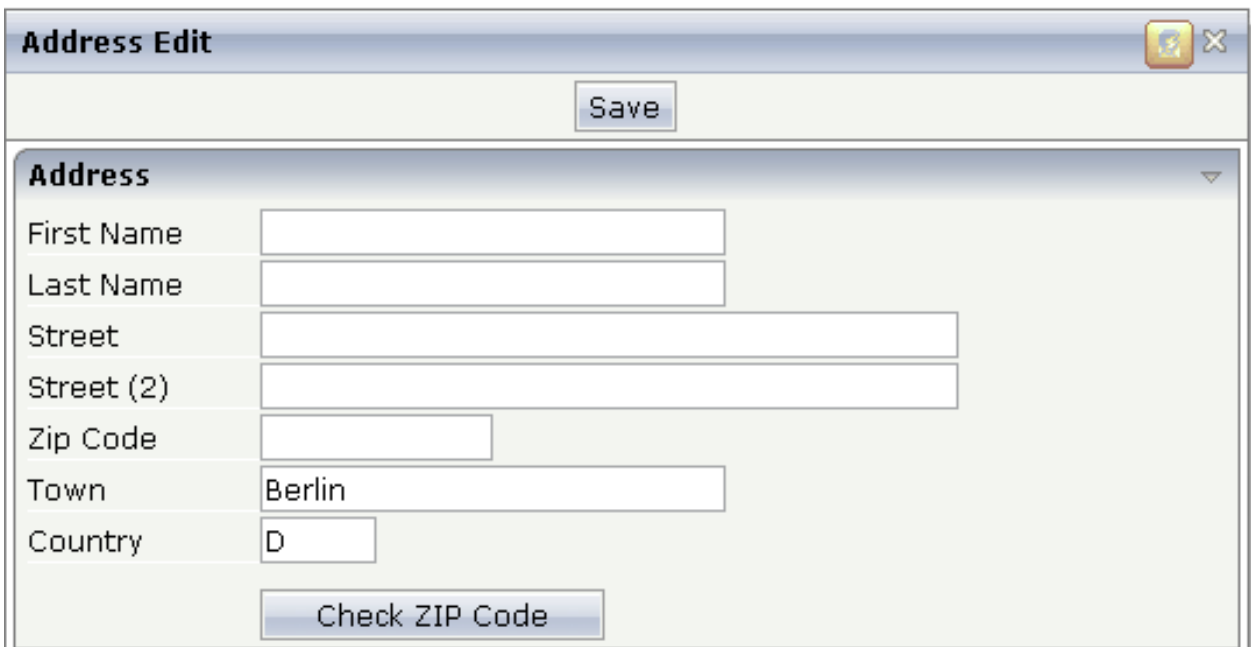 Address Edit
Save
Address
First Name
Last Name
Street
Street (2)
Zip Code
Town Berlin
Country D
Check ZIP Code